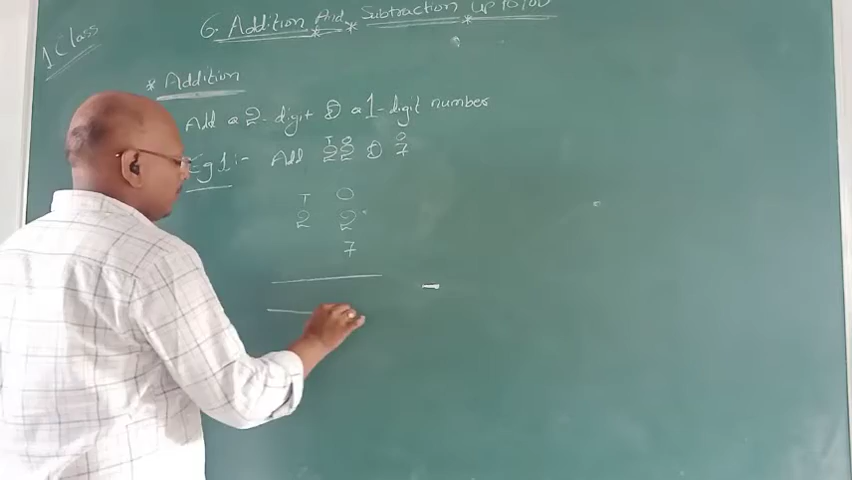 1 Class
6. Addition And Subtraction up to 100
* Addition
Add a 2-digit & a 1-digit number
Eg 1:- Add 22 & 7
T O
2 2
7